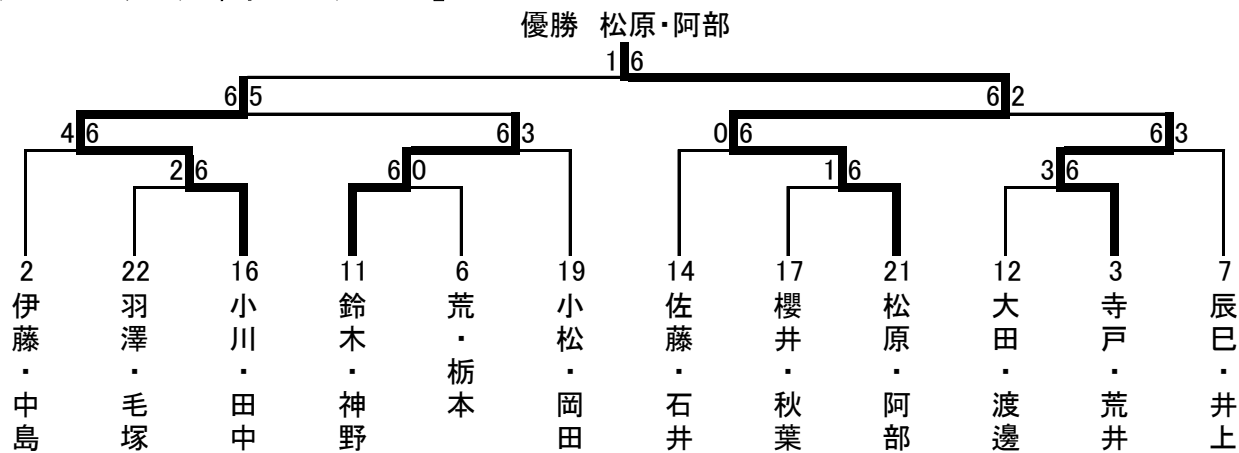 優勝 松原・阿部
1 6
6 5 6 2
4 6 6 3 0 6 6 3
2 6 6 0 1 6 3 6
2 22 16 11 6 19 14 17 21 12 3 7
伊藤・中島
羽澤・毛塚
小川・田中
鈴木・神野
荒・栃本
小松・岡田
佐藤・石井
櫻井・秋葉
松原・阿部
大田・渡邊
寺戸・荒井
辰巳・井上